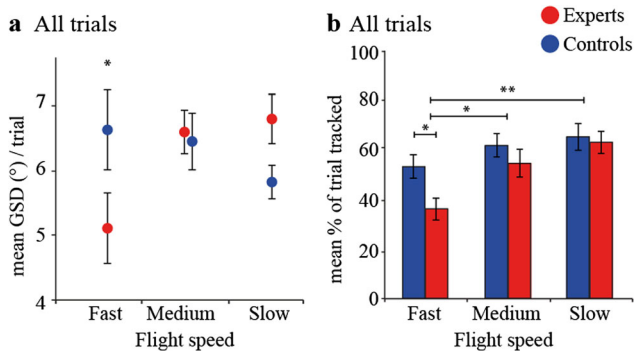 a All trials
*
7
6
5
4
mean GSD (°) / trial
Fast Medium Slow
Flight speed
b All trials
Experts
Controls
100
80
60
40
20
0
mean % of trial tracked
**
*
*
Fast Medium Slow
Flight speed